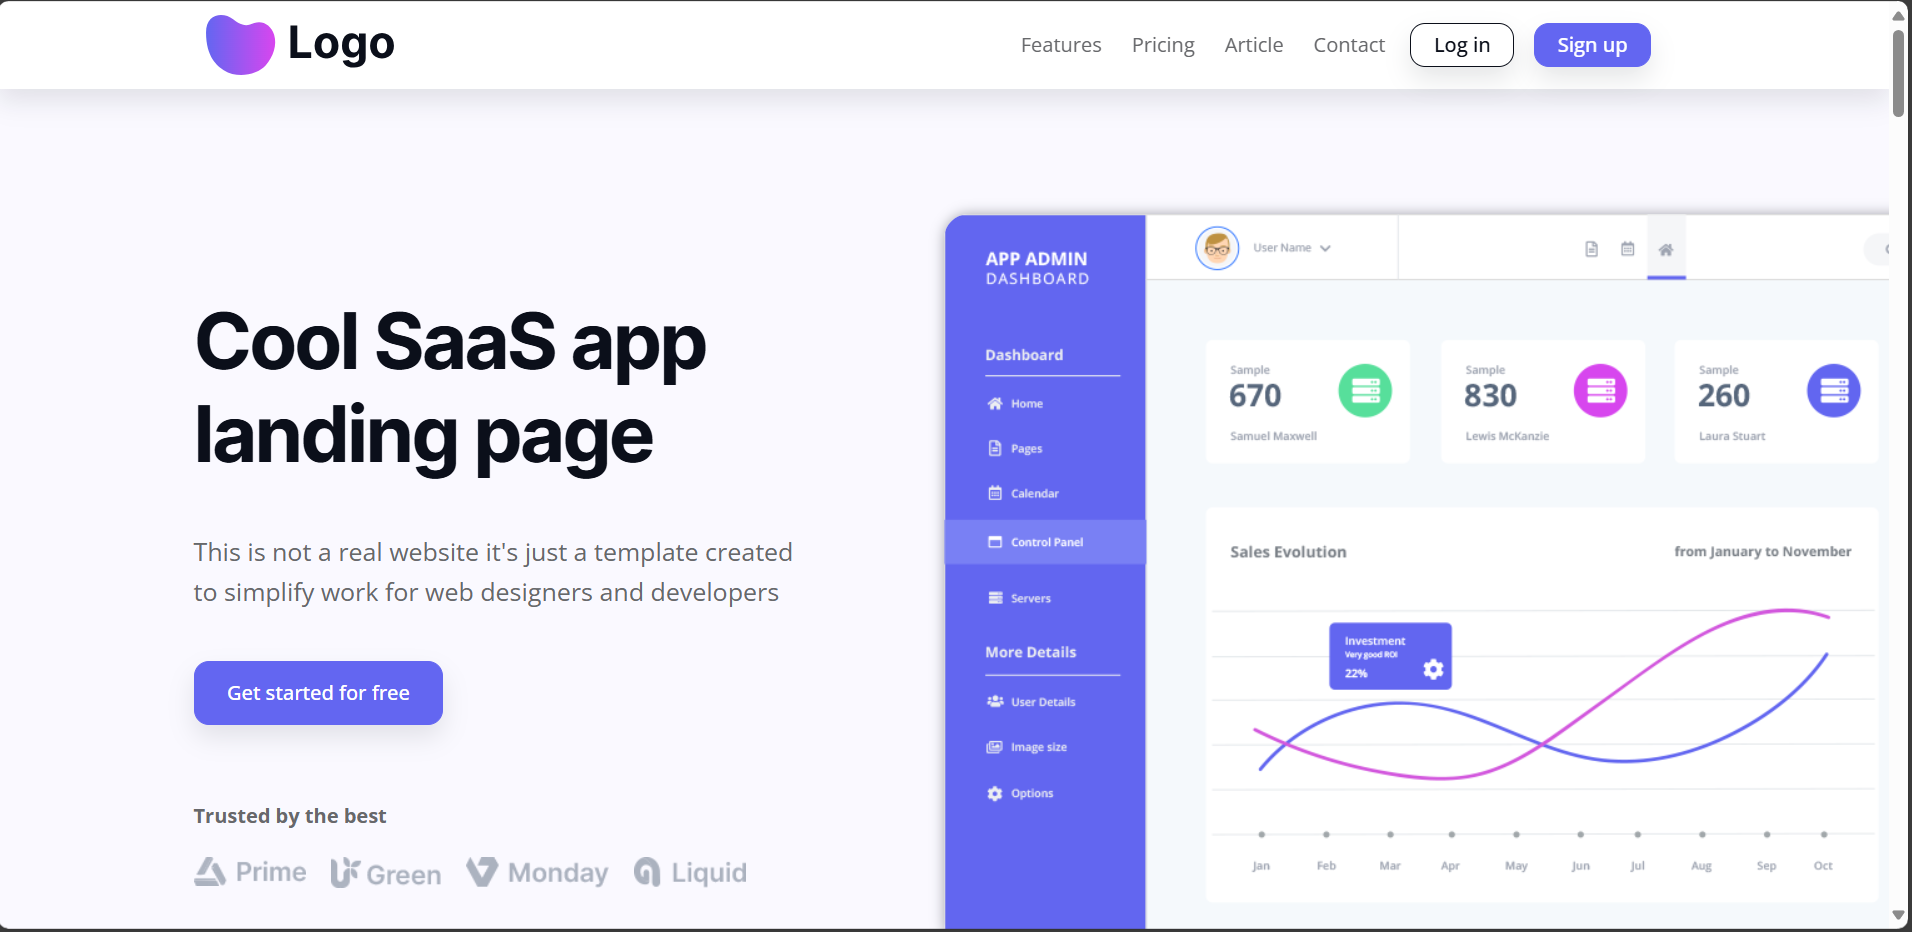 Logo
Features
Pricing
Article
Contact
Log in
Sign up
Cool SaaS app
landing page
This is not a real website it's just a template created
to simplify work for web designers and developers
Get started for free
Trusted by the best
Prime
Green
Monday
Liquid
APP ADMIN
DASHBOARD
Dashboard
Home
Pages
Calendar
Control Panel
Servers
More Details
User Details
Image size
Options
User Name
Sample
670
Samuel Maxwell
Sample
830
Lewis McKanzie
Sample
260
Laura Stuart
Sales Evolution
from January to November
Investment
Very good ROI
22%
Jan
Feb
Mar
Apr
May
Jun
Jul
Aug
Sep
Oct